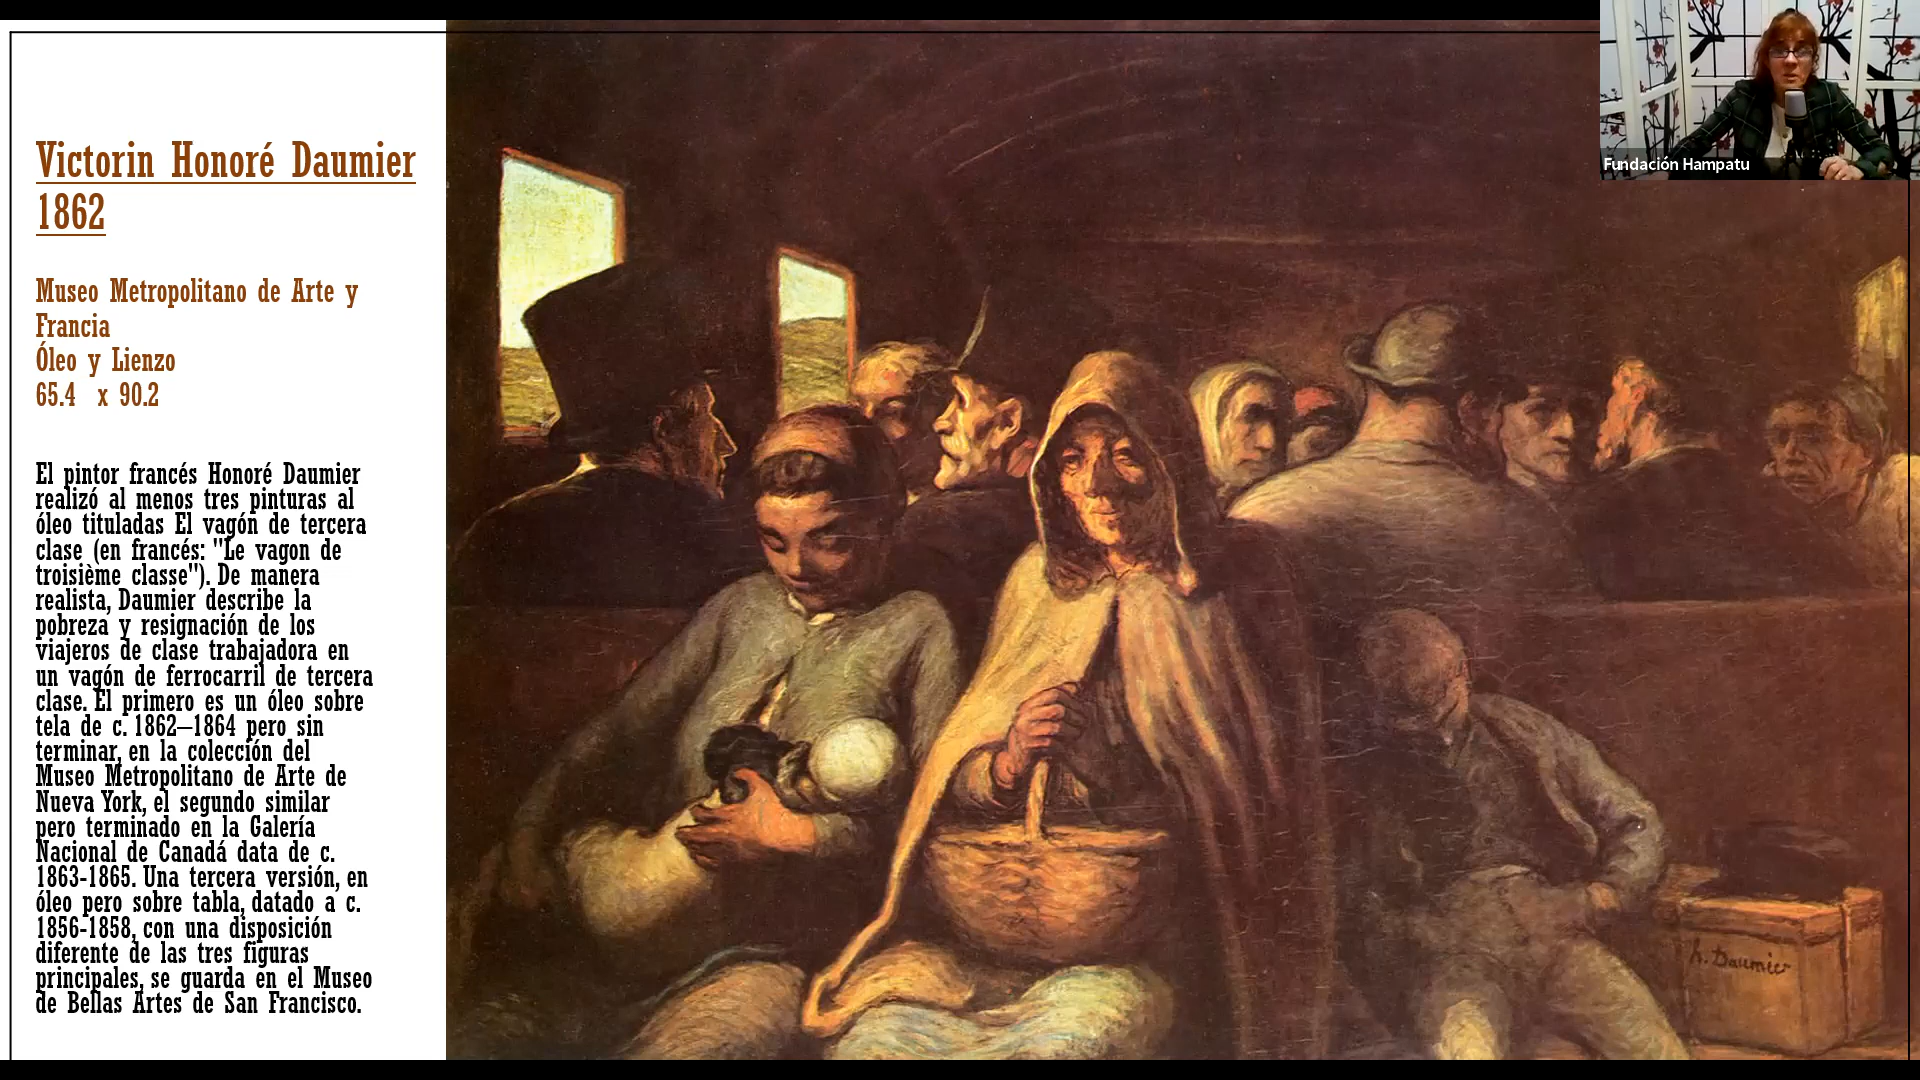 Victorin Honoré Daumier
1862
Museo Metropolitano de Arte y
Francia
Óleo y Lienzo
65.4 x 90.2
El pintor francés Honoré Daumier
realizó al menos tres pinturas al
óleo tituladas El vagón de tercera
clase (en francés: "Le vagon de
troisième classe"). De manera
realista, Daumier describe la
pobreza y resignación de los
viajeros de clase trabajadora en
un vagón de ferrocarril de tercera
clase. El primero es un óleo sobre
tela de c. 1862–1864 pero sin
terminar, en la colección del
Museo Metropolitano de Arte de
Nueva York, el segundo similar
pero terminado en la Galería
Nacional de Canadá data de c.
1863-1865. Una tercera versión, en
óleo pero sobre tabla, datado a c.
1856-1858, con una disposición
diferente de las tres figuras
principales, se guarda en el Museo
de Bellas Artes de San Francisco.
Fundación Hampatu
h. Daumier